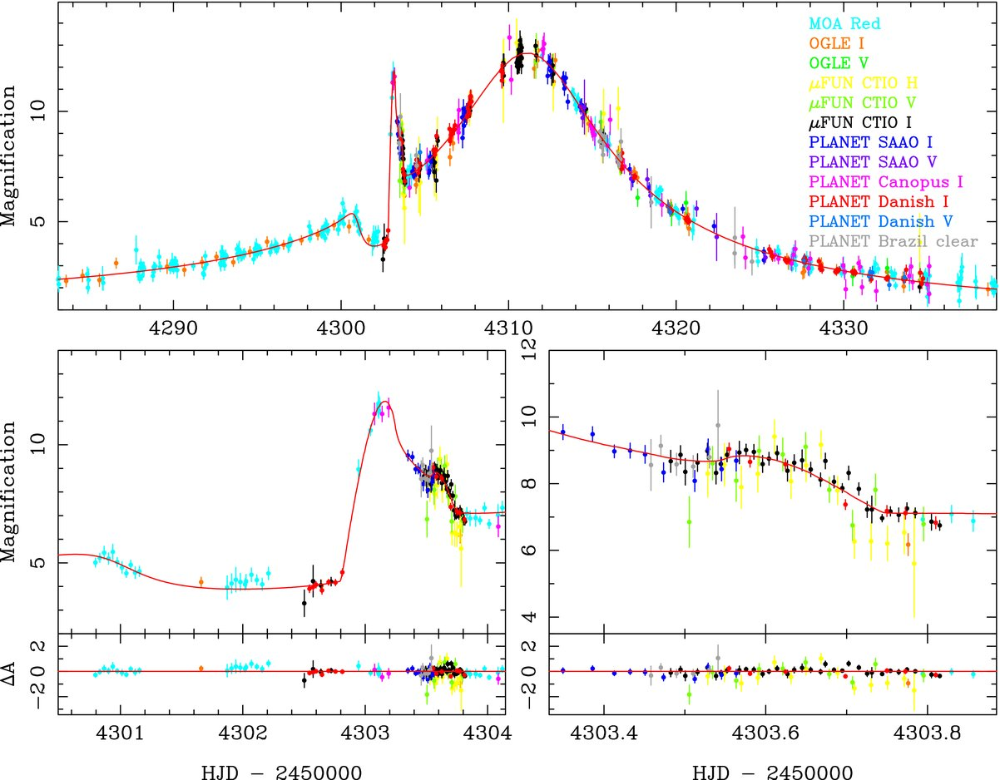 Magnification
5
10
MOA Red
OGLE I
OGLE V
μFUN CTIO H
μFUN CTIO V
μFUN CTIO I
PLANET SAAO I
PLANET SAAO V
PLANET Canopus I
PLANET Danish I
PLANET Danish V
PLANET Brazil clear
4290
4300
4310
4320
4330
Magnification
5
10
4
6
8
10
12
ΔA
−2
0
2
−2
0
2
4301
4302
4303
4304
4303.4
4303.6
4303.8
HJD − 2450000
HJD − 2450000